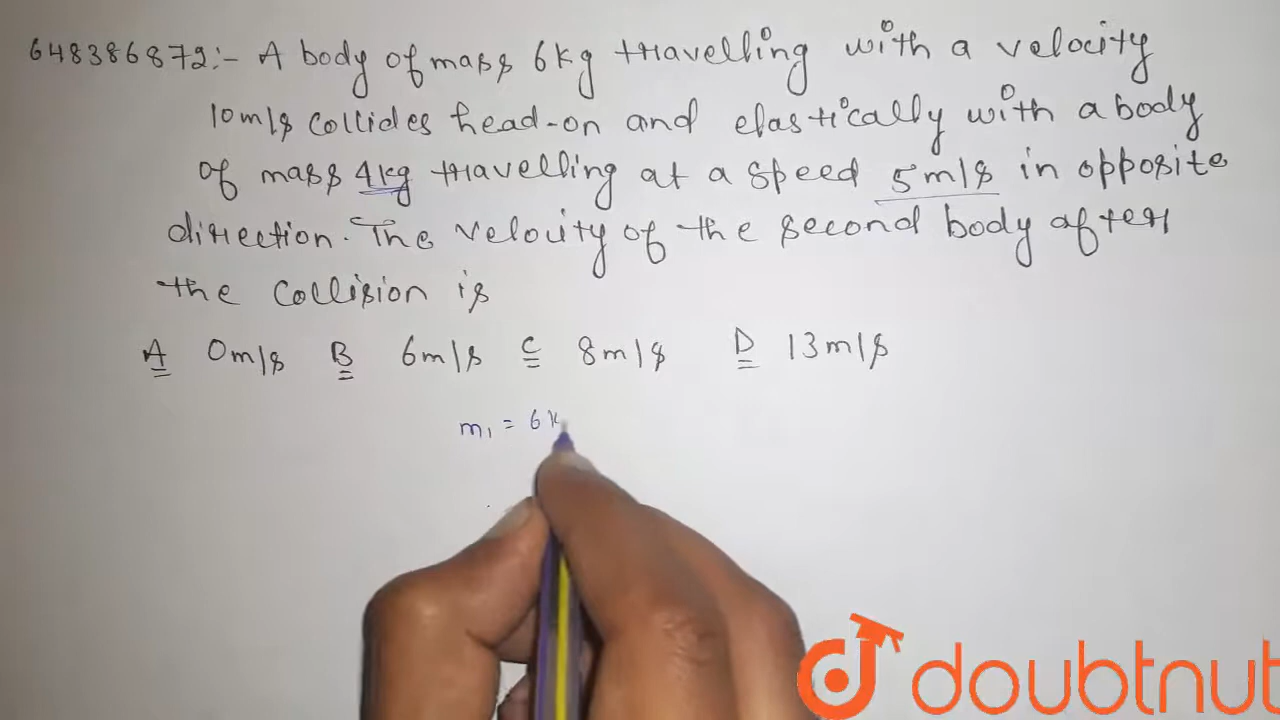 648386872:- A body of mass 6kg travelling with a velocity
10m/s collides head-on and elastically with a body
of mass 4kg travelling at a speed 5m/s in opposite
direction. The velocity of the second body after
the collision is
A 0m/s B 6m/s C 8m/s D 13m/s
m1 = 6k
doubtnut